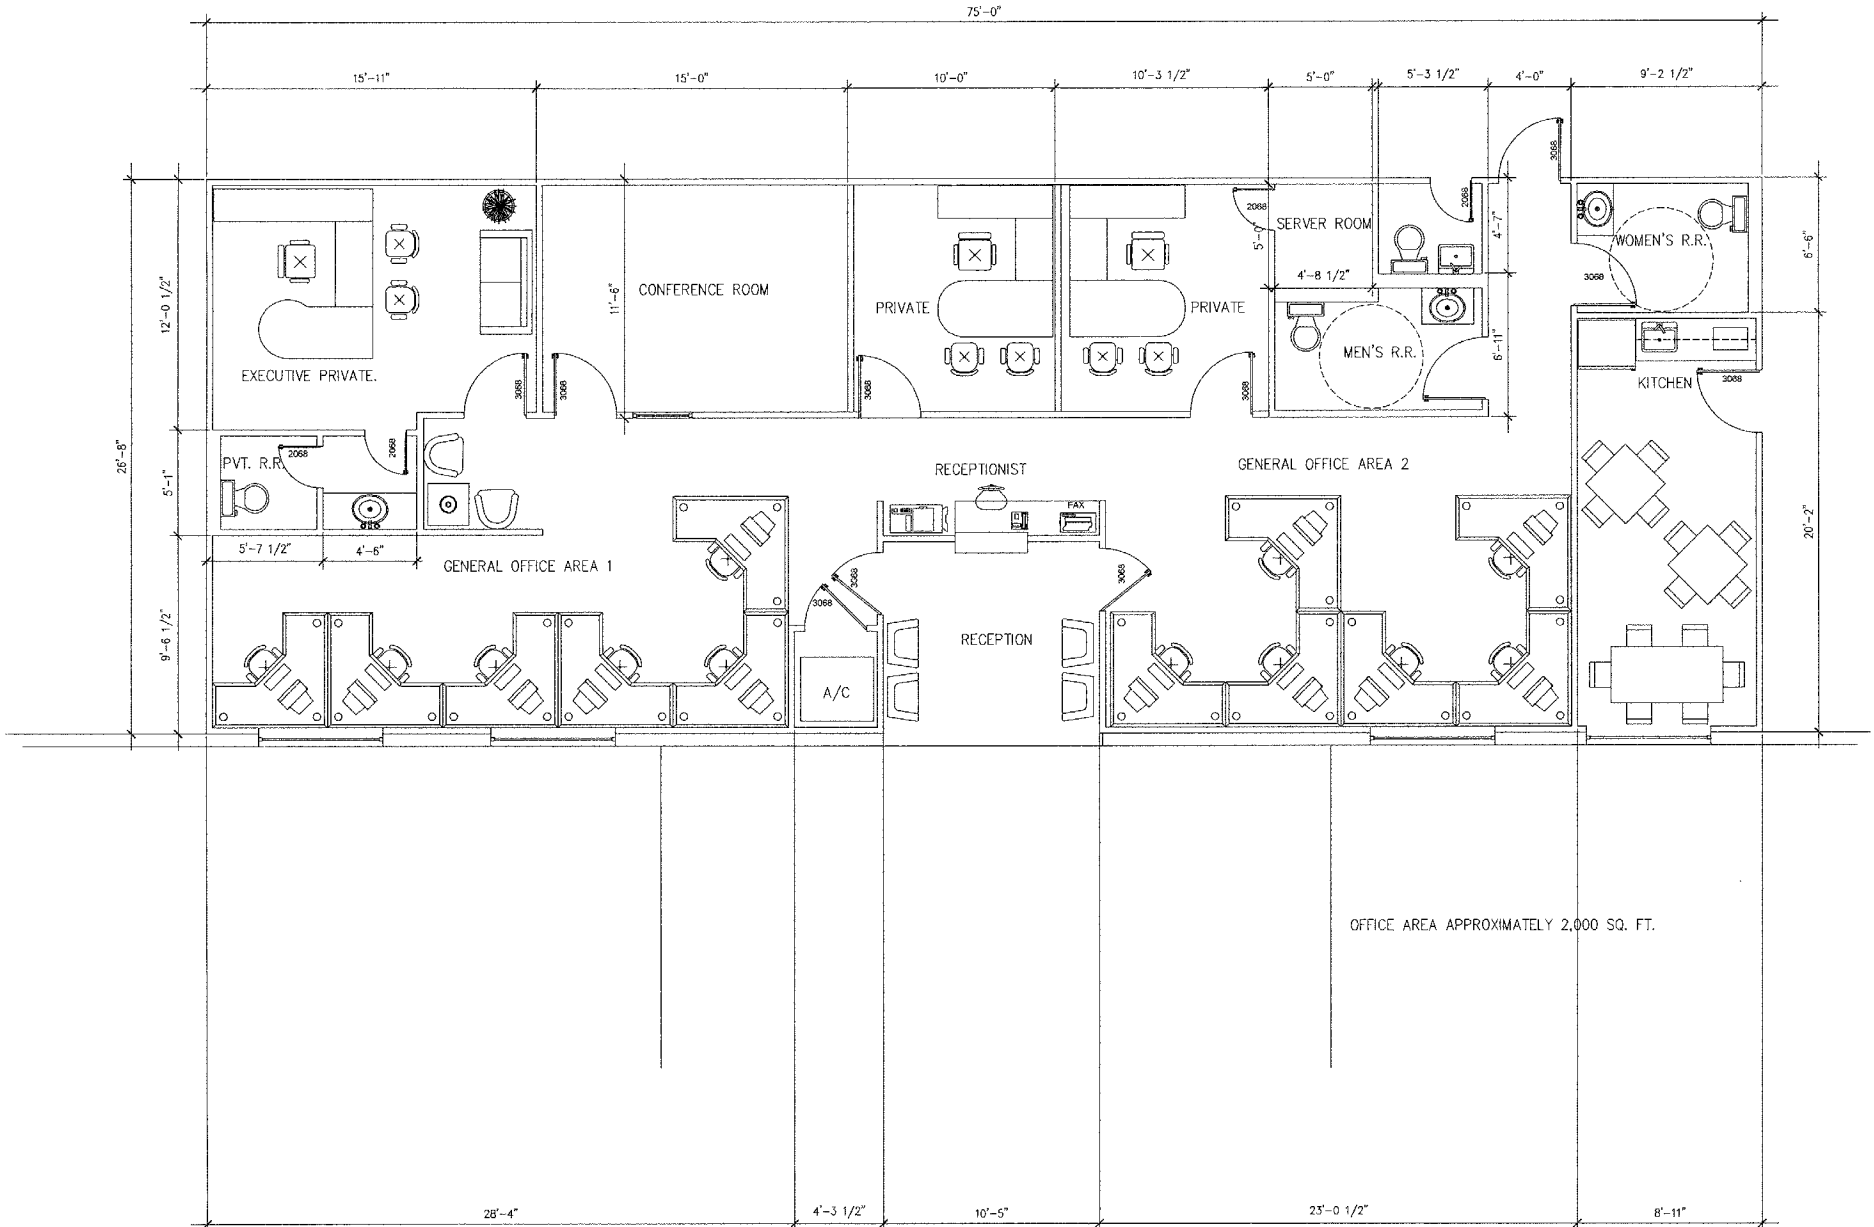 75'-0"
15'-11"
15'-0"
10'-0"
10'-3 1/2"
5'-0"
5'-3 1/2"
4'-0"
9'-2 1/2"
3068
2068
2068
SERVER ROOM
5'-0"
4'-7"
WOMEN'S R.R.
6'-6"
3068
4'-8 1/2"
12'-0 1/2"
11'-6"
CONFERENCE ROOM
PRIVATE
PRIVATE
MEN'S R.R.
6'-11"
EXECUTIVE PRIVATE.
3068
3068
3068
3068
KITCHEN
3068
26'-8"
5'-1"
PVT. R.R.
2068
2068
RECEPTIONIST
GENERAL OFFICE AREA 2
FAX
20'-2"
5'-7 1/2"
4'-6"
GENERAL OFFICE AREA 1
3068
3068
3068
9'-6 1/2"
RECEPTION
A/C
OFFICE AREA APPROXIMATELY 2,000 SQ. FT.
28'-4"
4'-3 1/2"
10'-5"
23'-0 1/2"
8'-11"